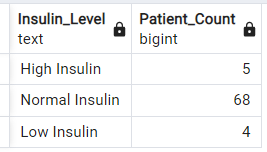 Insulin_Level Patient_Count
text bigint
High Insulin 5
Normal Insulin 68
Low Insulin 4